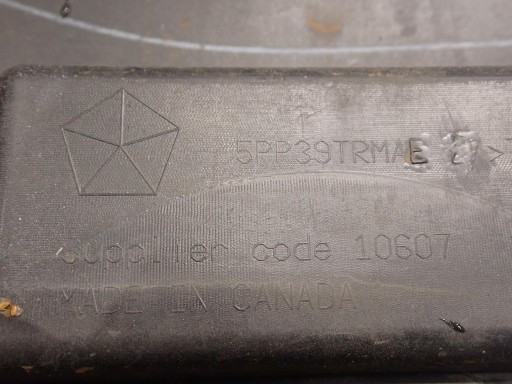 5PP39TRMAE
Supplier code 10607
MADE IN CANADA